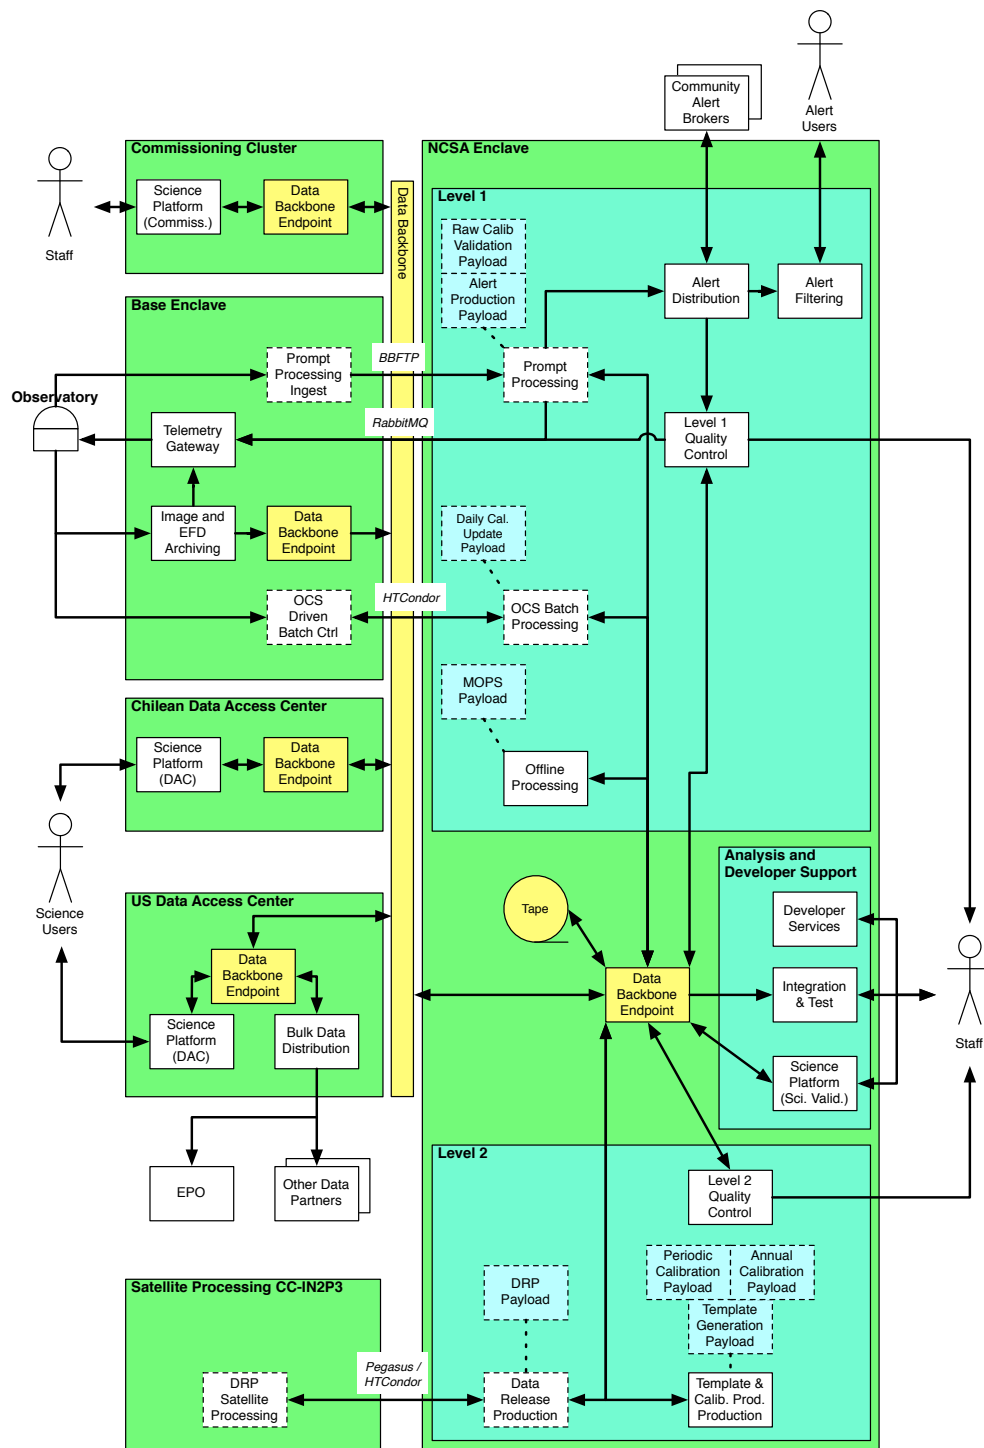 Community
Alert
Brokers
Alert
Users
Commissioning Cluster
Staff
Science
Platform
(Commiss.)
Data
Backbone
Endpoint
Data Backbone
NCSA Enclave
Level 1
Raw Calib
Validation
Payload
Alert
Production
Payload
Alert
Distribution
Alert
Filtering
Base Enclave
Prompt
Processing
Ingest
BBFTP
Prompt
Processing
Observatory
Telemetry
Gateway
RabbitMQ
Level 1
Quality
Control
Image and
EFD
Archiving
Data
Backbone
Endpoint
Daily Cal.
Update
Payload
OCS
Driven
Batch Ctrl
HTCondor
OCS Batch
Processing
MOPS
Payload
Offline
Processing
Chilean Data Access Center
Science
Platform
(DAC)
Data
Backbone
Endpoint
Science
Users
US Data Access Center
Data
Backbone
Endpoint
Science
Platform
(DAC)
Bulk Data
Distribution
EPO
Other Data
Partners
Tape
Data
Backbone
Endpoint
Analysis and
Developer Support
Developer
Services
Integration
& Test
Science
Platform
(Sci. Valid.)
Staff
Level 2
Level 2
Quality
Control
Periodic
Calibration
Payload
Annual
Calibration
Payload
Template
Generation
Payload
DRP
Payload
Satellite Processing CC-IN2P3
DRP
Satellite
Processing
Pegasus /
HTCondor
Data
Release
Production
Template &
Calib. Prod.
Production